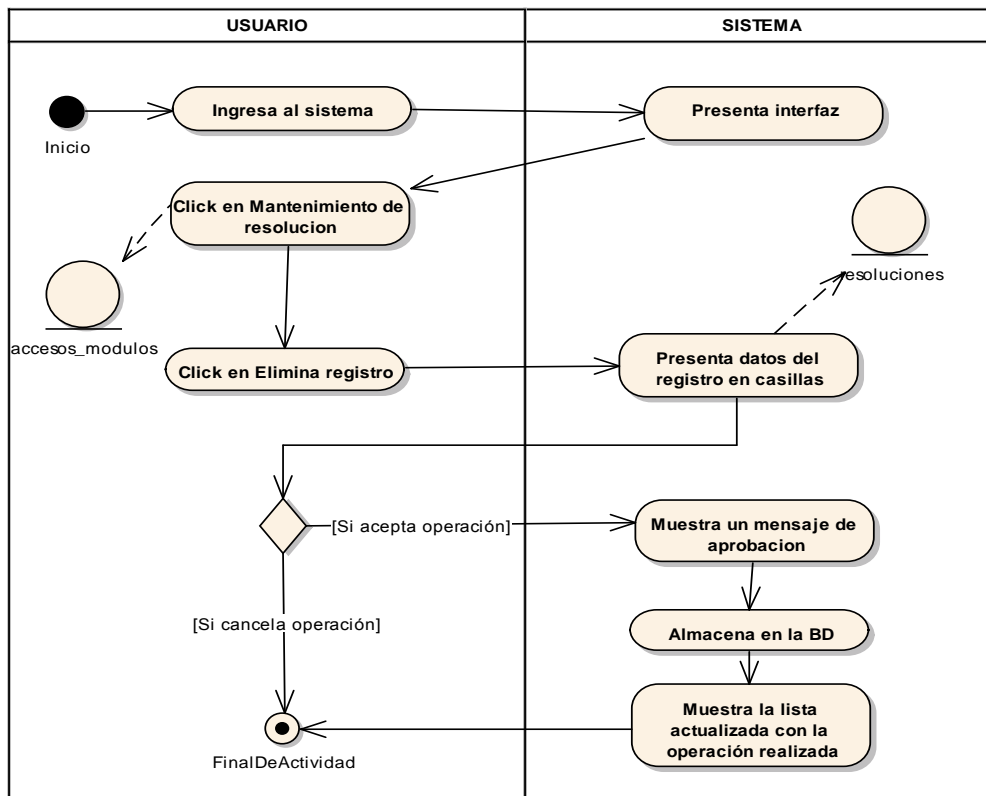 USUARIO
SISTEMA
Ingresa al sistema
Presenta interfaz
Inicio
Click en Mantenimiento de
resolucion
resoluciones
accesos_modulos
Click en Elimina registro
Presenta datos del
registro en casillas
[Si acepta operación]
Muestra un mensaje de
aprobacion
[Si cancela operación]
Almacena en la BD
Muestra la lista
actualizada con la
operación realizada
FinalDeActividad